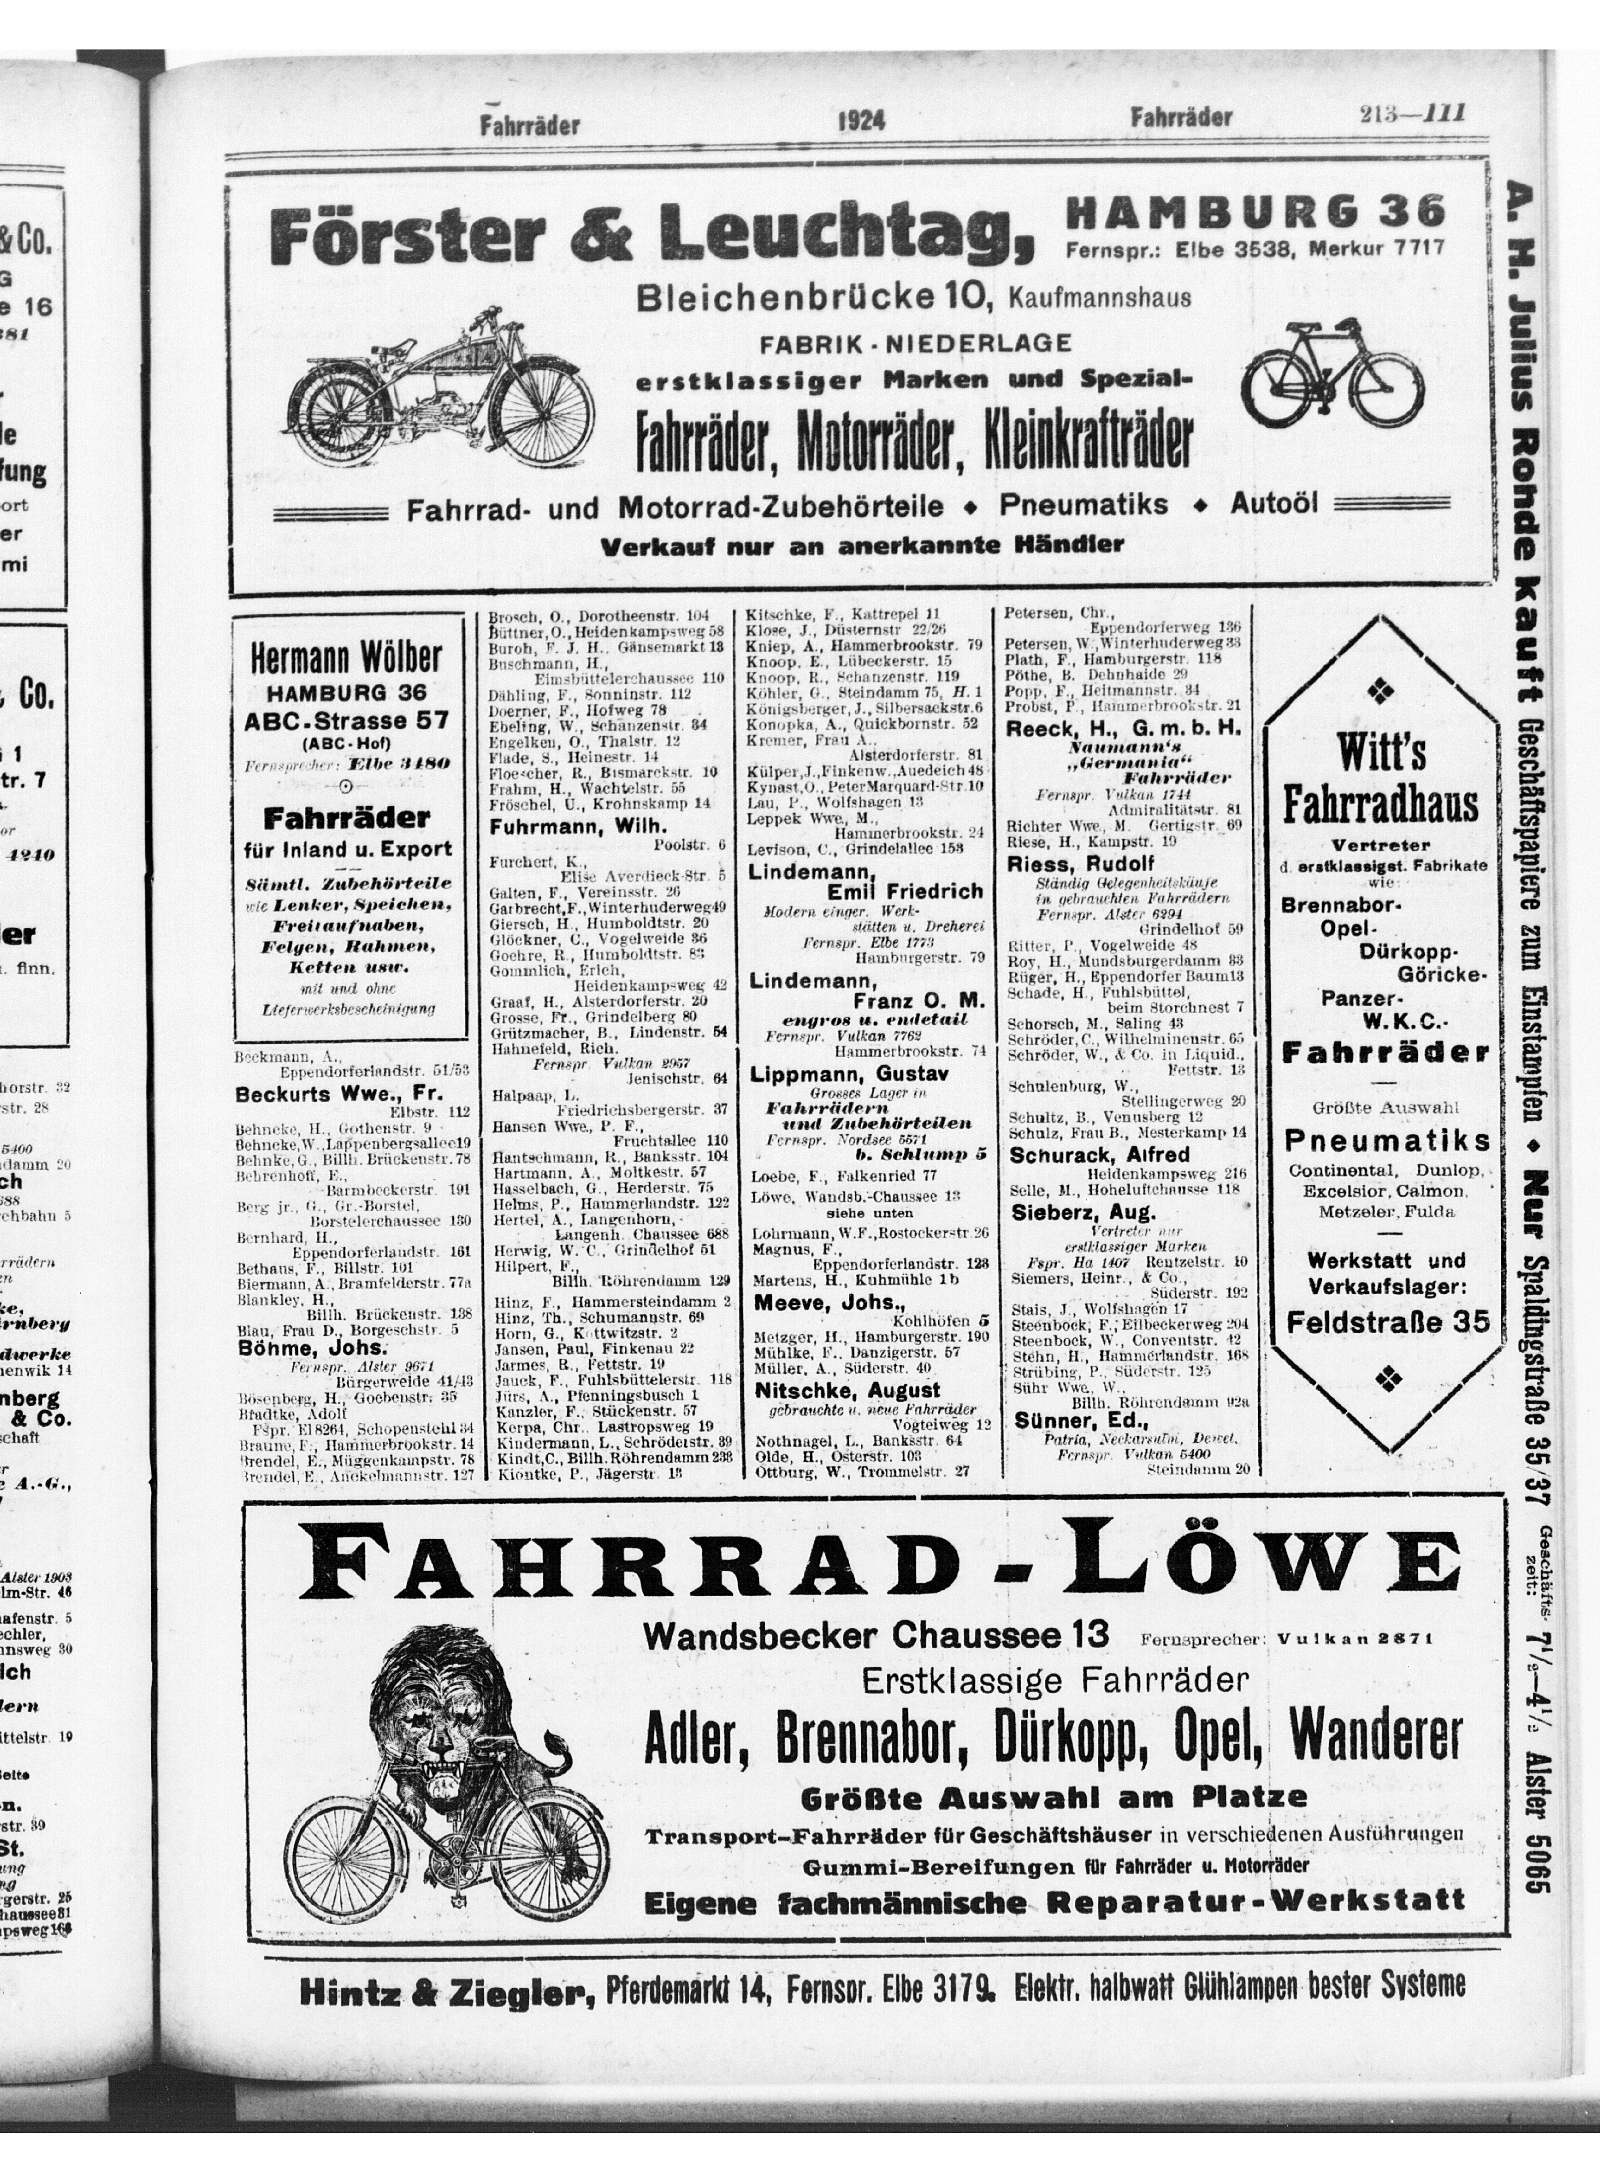 Fahrräder 1924 Fahrräder 213—111
Förster & Leuchtag,
HAMBURG 36
Fernspr.: Elbe 3538, Merkur 7717
Bleichenbrücke 10, Kaufmannshaus
FABRIK - NIEDERLAGE
erstklassiger Marken und Spezial-
Fahrräder, Motorräder, Kleinkrafträder
Fahrrad- und Motorrad-Zubehörteile ◆ Pneumatiks ◆ Autoöl
Verkauf nur an anerkannte Händler
Hermann Wölber
HAMBURG 36
ABC-Strasse 57
(ABC-Hof)
Fernsprecher: Elbe 3480
Fahrräder
für Inland u. Export
Sämtl. Zubehörteile
wie Lenker, Speichen,
Freilaufnaben,
Felgen, Rahmen,
Ketten usw.
mit und ohne
Lieferwerksbescheinigung
Beckmann, A.,
Eppendorferlandstr. 51/53
Beckurts Wwe., Fr.
Elbstr. 112
Behncke, H., Gothenstr. 9
Behncke, W., Lappenbergsallee 19
Behnke, G., Billh. Brückenstr. 78
Behrenhoff, E.,
Barmbeckerstr. 191
Berg jr., G., Gr.-Borstel,
Borstelerchaussee 130
Bernhard, H.,
Eppendorferlandstr. 161
Bethaus, F., Billstr. 101
Biermann, A., Bramfelderstr. 77a
Blankley, H.,
Billh. Brückenstr. 138
Blau, Frau D., Borgeschstr. 5
Böhme, Johs.
Fernspr. Alster 9671
Bürgerweide 41/43
Bösenberg, H., Goebenstr. 35
Bradtke, Adolf
Fspr. El 8264, Schopenstehl 34
Braune, F., Hammerbrookstr. 14
Brendel, E., Müggenkampstr. 78
Brendel, E., Anckelmannstr. 127
Brosch, O., Dorotheenstr. 104
Büttner, O., Heidenkampsweg 58
Buroh, F. J. H., Gänsemarkt 13
Buschmann, H.,
Eimsbüttelerchaussee 110
Dähling, F., Sonninstr. 112
Doerner, F., Hofweg 78
Ebeling, W., Schanzenstr. 34
Engelken, O., Thalstr. 12
Flade, S., Heinestr. 14
Floescher, R., Bismarckstr. 10
Frahm, H., Wachtelstr. 55
Fröschel, U., Krohnskamp 14
Fuhrmann, Wilh.
Poolstr. 6
Furchert, K.,
Elise Averdieck-Str. 5
Galten, F., Vereinsstr. 26
Garbrecht, F., Winterhuderweg 49
Giersch, H., Humboldtstr. 20
Glöckner, C., Vogelweide 36
Goehre, R., Humboldtstr. 83
Gommlich, Erich,
Heidenkampsweg 42
Graaf, H., Alsterdorferstr. 20
Grosse, Fr., Grindelberg 80
Grützmacher, B., Lindenstr. 54
Hahnefeld, Rich.
Fernspr. Vulkan 2957
Jenischstr. 64
Halpaap, L.
Friedrichsbergerstr. 37
Hansen Wwe., P. F.,
Fruchtallee 110
Hantschmann, R., Banksstr. 104
Hartmann, A., Moltkestr. 57
Hasselbach, G., Herderstr. 75
Helms, P., Hammerlandstr. 122
Hertel, A., Langenhorn,
Langenh. Chaussee 688
Herwig, W. C., Grindelhof 51
Hilpert, F.,
Billh. Röhrendamm 129
Hinz, F., Hammersteindamm 2
Hinz, Th., Schumannstr. 69
Horn, G., Kottwitzstr. 2
Jansen, Paul, Finkenau 22
Jarmes, R., Fettstr. 19
Jauck, F., Fuhlsbüttelerstr. 118
Jürs, A., Pfenningsbusch 1
Kanzler, F., Stückenstr. 57
Kerpa, Chr., Lastropsweg 19
Kindermann, L., Schröderstr. 39
Kindt, C., Billh. Röhrendamm 238
Kiontke, P., Jägerstr. 13
Kitschke, F., Kattrepel 11
Klose, J., Düsternstr 22/26
Kniep, A., Hammerbrookstr. 79
Knoop, E., Lübeckerstr. 15
Knoop, R., Schanzenstr. 119
Köhler, G., Steindamm 75, H. 1
Königsberger, J., Silbersackstr. 6
Konopka, A., Quickbornstr. 52
Kremer, Frau A.,
Alsterdorferstr. 81
Külper, J., Finkenw., Auedeich 48
Kynast, O., Peter Marquard-Str. 10
Lau, P., Wolfshagen 13
Leppek Wwe., M.,
Hammerbrookstr. 24
Levison, C., Grindelallee 153
Lindemann,
Emil Friedrich
Modern einger. Werk-
stätten u. Dreherei
Fernspr. Elbe 1773
Hamburgerstr. 79
Lindemann,
Franz O. M.
engros u. endetail
Fernspr. Vulkan 7762
Hammerbrookstr. 74
Lippmann, Gustav
Grosses Lager in
Fahrrädern
und Zubehörteilen
Fernspr. Nordsee 5571
b. Schlump 5
Loebe, F., Falkenried 77
Löwe, Wandsb.-Chaussee 13
siehe unten
Lohrmann, W. F., Rostockerstr. 26
Magnus, F.,
Eppendorferlandstr. 123
Martens, H., Kuhmühle 1b
Meeve, Johs.,
Kohlhöfen 5
Metzger, H., Hamburgerstr. 190
Mühlke, F., Danzigerstr. 57
Müller, A., Süderstr. 40
Nitschke, August
gebrauchte u. neue Fahrräder
Vogteiweg 12
Nothnagel, L., Banksstr. 64
Olde, H., Osterstr. 103
Ottburg, W., Trommelstr. 27
Petersen, Chr.,
Eppendorferweg 136
Petersen, W., Winterhuderweg 33
Plath, F., Hamburgerstr. 118
Pöthe, B. Dehnhaide 29
Popp, F., Heitmannstr. 34
Probst, P., Hammerbrookstr. 21
Reeck, H., G. m. b. H.
Naumann's
„Germania“
Fahrräder
Fernspr. Vulkan 1744
Admiralitätstr. 81
Richter Wwe., M. Gertigstr. 69
Riese, H., Kampstr. 19
Riess, Rudolf
Ständig Gelegenheitskäufe
in gebrauchten Fahrrädern
Fernspr. Alster 6294
Grindelhof 59
Ritter, P., Vogelweide 48
Roy, H., Mundsburgerdamm 33
Rüger, H., Eppendorfer Baum 13
Schade, H., Fuhlsbüttel,
beim Storchnest 7
Schorsch, M., Saling 43
Schröder, C., Wilhelminenstr. 65
Schröder, W., & Co. in Liquid.,
Fettstr. 13
Schulenburg, W.,
Stellingerweg 20
Schultz, B., Venusberg 12
Schulz, Frau B., Mesterkamp 14
Schurack, Alfred
Heidenkampsweg 216
Selle, M., Hoheluftchausse 118
Sieberz, Aug.
Vertreter nur
erstklassiger Marken
Fspr. Ha 1407 Rentzelstr. 10
Siemers, Heinr., & Co.,
Süderstr. 192
Stais, J., Wolfshagen 17
Steenbock, F., Eilbeckerweg 204
Steenbock, W., Conventstr. 42
Stehn, H., Hammerlandstr. 168
Strübing, P., Süderstr. 125
Sühr Wwe., W.,
Billh. Röhrendamm 92a
Sünner, Ed.,
Patria, Neckarsulm, Dewel,
Fernspr. Vulkan 5400
Steindamm 20
Witt's
Fahrradhaus
Vertreter
d. erstklassigst. Fabrikate
wie:
Brennabor-
Opel-
Dürkopp-
Göricke-
Panzer-
W.K.C.-
Fahrräder
Größte Auswahl
Pneumatiks
Continental, Dunlop,
Excelsior, Calmon,
Metzeler, Fulda
Werkstatt und
Verkaufslager:
Feldstraße 35
FAHRRAD-LÖWE
Wandsbecker Chaussee 13 Fernsprecher: Vulkan 2871
Erstklassige Fahrräder
Adler, Brennabor, Dürkopp, Opel, Wanderer
Größte Auswahl am Platze
Transport-Fahrräder für Geschäftshäuser in verschiedenen Ausführungen
Gummi-Bereifungen für Fahrräder u. Motorräder
Eigene fachmännische Reparatur-Werkstatt
Hintz & Ziegler, Pferdemarkt 14, Fernspr. Elbe 3179. Elektr. halbwatt Glühlampen bester Systeme
A. H. Julius Rohde kauft Geschäftspapiere zum Einstampfen ◆ Nur Spaldingstraße 35/37 Geschäfts-zeit: 7½—4½ Alster 5065